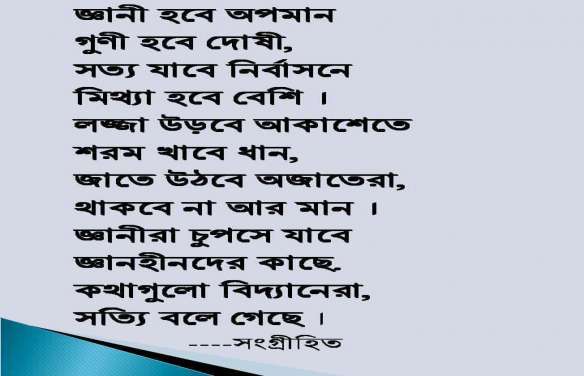 জ্ঞানী হবে অপমান
গুণী হবে দোষী,
সত্য যাবে নির্বাসনে
মিথ্যা হবে বেশি ।
লজ্জা উড়বে আকাশেতে
শরম খাবে ধান,
জাতে উঠবে অজাতেরা,
থাকবে না আর মান ।
জ্ঞানীরা চুপসে যাবে
জ্ঞানহীনদের কাছে.
কথাগুলো বিদ্যানেরা,
সত্যি বলে গেছে ।
----সংগ্রীহিত